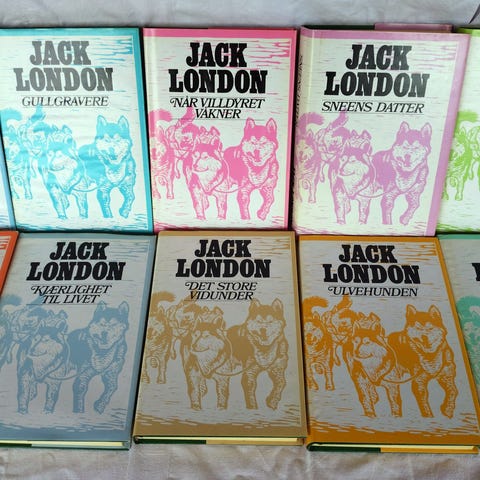 JACK
LONDON
GULLGRAVERE
JACK
LONDON
NÅR VILLDYRET
VAKNER
JACK
LONDON
SNEENS DATTER
JACK
LONDON
KJÆRLIGHET
TIL LIVET
JACK
LONDON
DET STORE
VIDUNDER
JACK
LONDON
ULVEHUNDEN